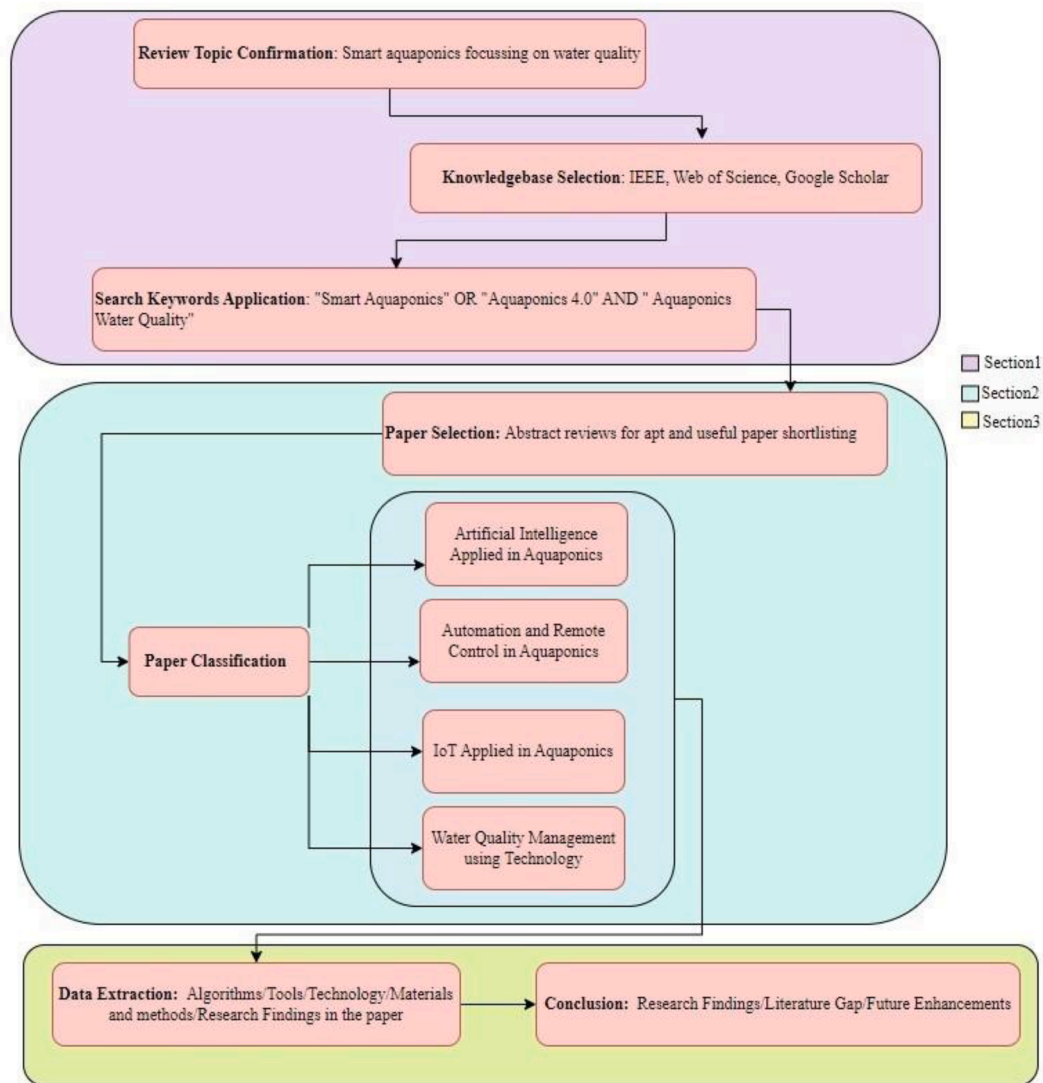 Review Topic Confirmation: Smart aquaponics focussing on water quality
Knowledgebase Selection: IEEE, Web of Science, Google Scholar
Search Keywords Application: "Smart Aquaponics" OR "Aquaponics 4.0" AND " Aquaponics
Water Quality"
Section1
Section2
Section3
Paper Selection: Abstract reviews for apt and useful paper shortlisting
Artificial Intelligence
Applied in Aquaponics
Automation and Remote
Control in Aquaponics
Paper Classification
IoT Applied in Aquaponics
Water Quality Management
using Technology
Data Extraction: Algorithms/Tools/Technology/Materials
and methods/Research Findings in the paper
Conclusion: Research Findings/Literature Gap/Future Enhancements